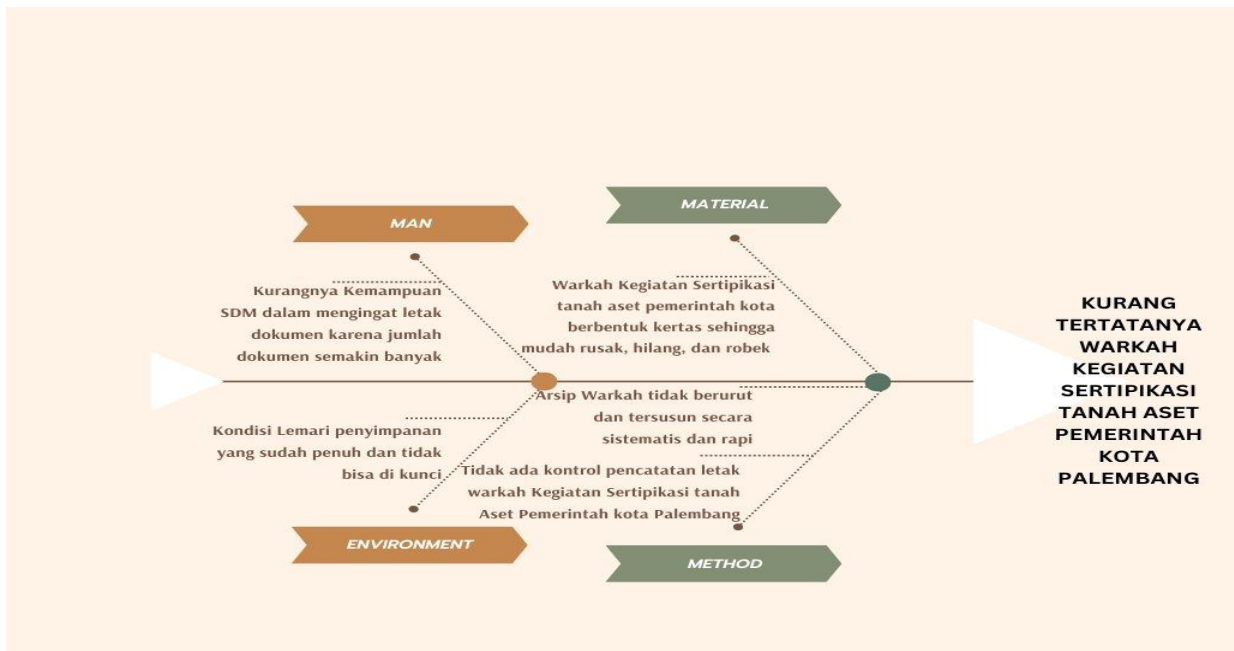 MAN
Kurangnya Kemampuan
SDM dalam mengingat letak
dokumen karena jumlah
dokumen semakin banyak
MATERIAL
Warkah Kegiatan Sertipikasi
tanah aset pemerintah kota
berbentuk kertas sehingga
mudah rusak, hilang, dan robek
ENVIRONMENT
Kondisi Lemari penyimpanan
yang sudah penuh dan tidak
bisa di kunci
METHOD
Arsip Warkah tidak berurut
dan tersusun secara
sistematis dan rapi
Tidak ada kontrol pencatatan letak
warkah Kegiatan Sertipikasi tanah
Aset Pemerintah kota Palembang
KURANG
TERTATANYA
WARKAH
KEGIATAN
SERTIPIKASI
TANAH ASET
PEMERINTAH
KOTA
PALEMBANG